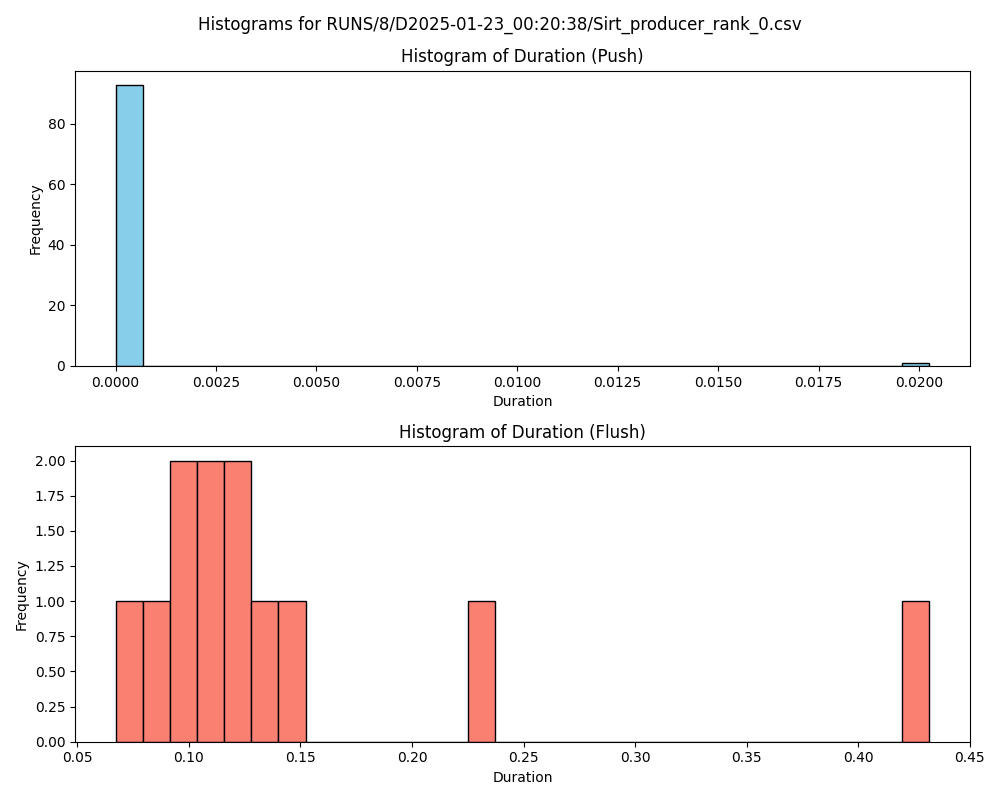 Histograms for RUNS/8/D2025-01-23_00:20:38/Sirt_producer_rank_0.csv
Histogram of Duration (Push)
Frequency
80
60
40
20
0
0.0000 0.0025 0.0050 0.0075 0.0100 0.0125 0.0150 0.0175 0.0200
Duration
Histogram of Duration (Flush)
Frequency
2.00
1.75
1.50
1.25
1.00
0.75
0.50
0.25
0.00
0.05 0.10 0.15 0.20 0.25 0.30 0.35 0.40 0.45
Duration